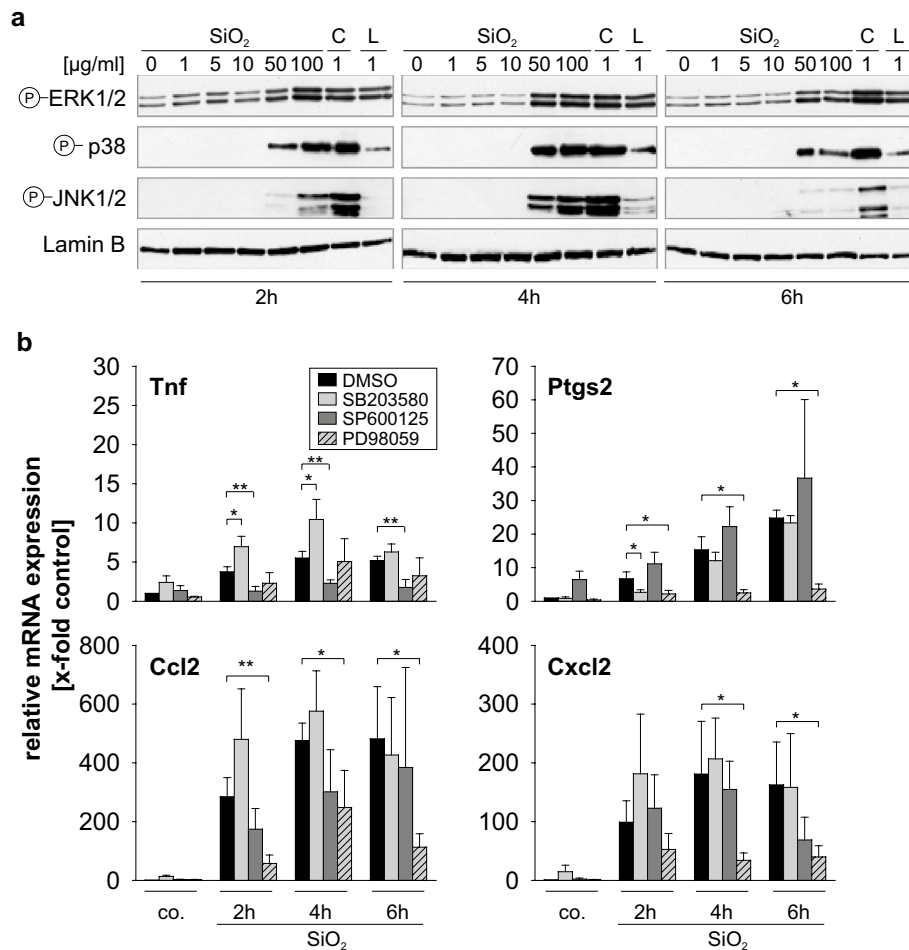 a
SiO2 C L SiO2 C L SiO2 C L
[µg/ml] 0 1 5 10 50 100 1 1 0 1 5 10 50 100 1 1 0 1 5 10 50 100 1 1
P-ERK1/2
P- p38
P-JNK1/2
Lamin B
2h 4h 6h
b
relative mRNA expression
[x-fold control]
Tnf
30
25
20
15
10
5
0
DMSO
SB203580
SP600125
PD98059
** * ** * **
Ptgs2
70
60
50
40
30
20
10
0
* * * *
Ccl2
800
600
400
200
0
** * *
co. 2h 4h 6h
SiO2
Cxcl2
400
300
200
100
0
* *
co. 2h 4h 6h
SiO2